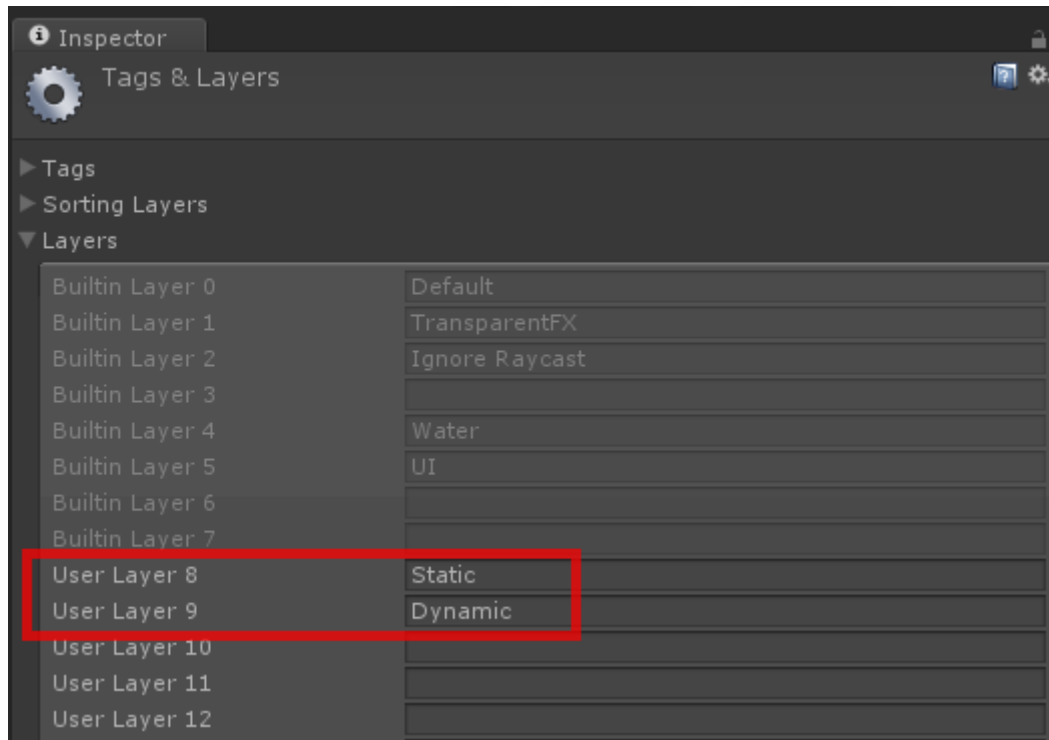 Inspector
Tags & Layers
Tags
Sorting Layers
Layers
Builtin Layer 0 Default
Builtin Layer 1 TransparentFX
Builtin Layer 2 Ignore Raycast
Builtin Layer 3
Builtin Layer 4 Water
Builtin Layer 5 UI
Builtin Layer 6
Builtin Layer 7
User Layer 8 Static
User Layer 9 Dynamic
User Layer 10
User Layer 11
User Layer 12